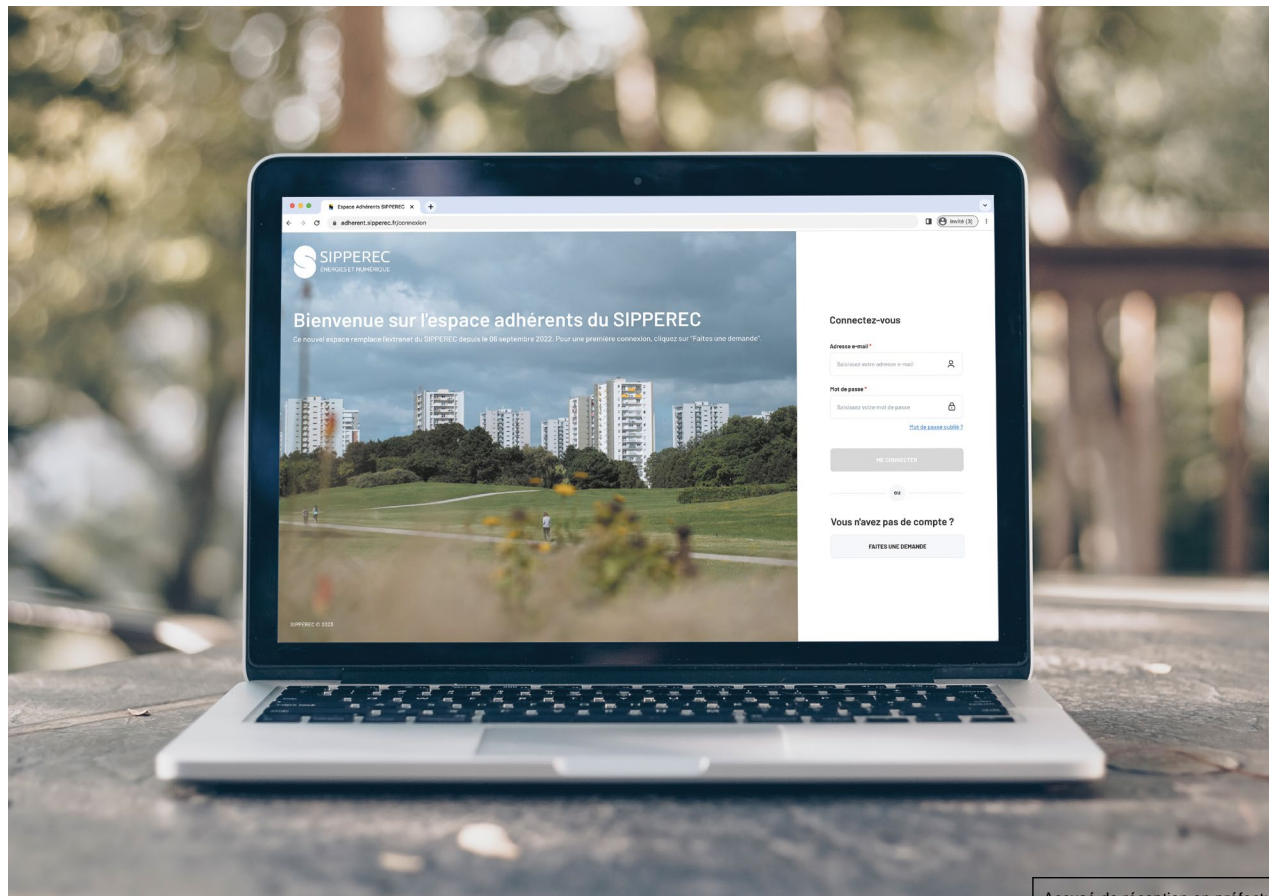 Espace Adhérents SIPPEREC
adherent.sipperec.fr/connexion
Invité (3)
SIPPEREC
ÉNERGIES ET NUMÉRIQUE
Bienvenue sur l'espace adhérents du SIPPEREC
Ce nouvel espace remplace l'extranet du SIPPEREC depuis le 06 septembre 2022. Pour une première connexion, cliquez sur "Faites une demande".
SIPPEREC © 2023
Connectez-vous
Adresse e-mail *
Saisissez votre adresse e-mail
Mot de passe *
Saisissez votre mot de passe
Mot de passe oublié ?
ME CONNECTER
ou
Vous n'avez pas de compte ?
FAITES UNE DEMANDE